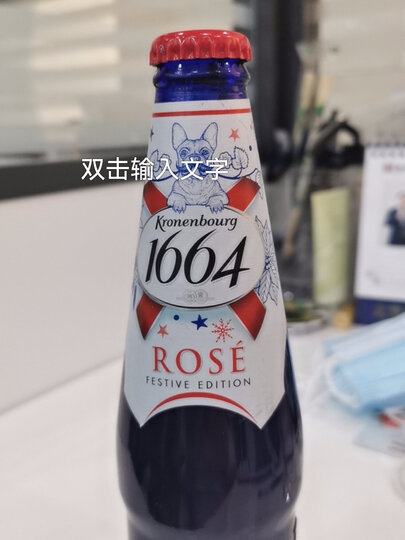 双击输入文字
Kronenbourg
1664
ROSÉ
FESTIVE EDITION